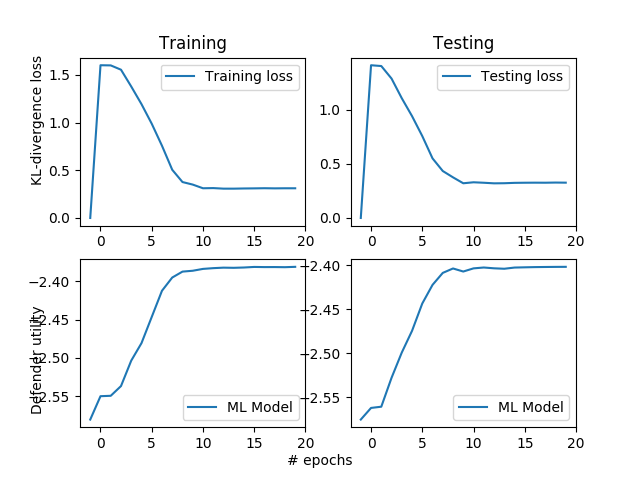 Training
Testing
KL-divergence loss
1.5
1.0
0.5
0.0
Training loss
0 5 10 15 20
1.0
0.5
0.0
Testing loss
0 5 10 15 20
Defender utility
−2.40
−2.45
−2.50
−2.55
ML Model
0 5 10 15 20
−2.40
−2.45
−2.50
−2.55
ML Model
0 5 10 15 20
# epochs